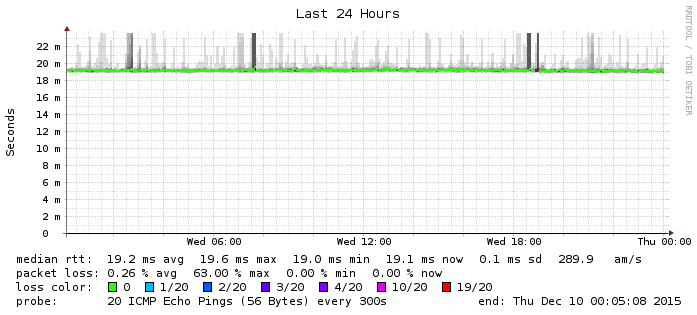 Last 24 Hours
RRDTOOL / TOBI OETIKER
Seconds
22 m
20 m
18 m
16 m
14 m
12 m
10 m
8 m
6 m
4 m
2 m
0
Wed 06:00 Wed 12:00 Wed 18:00 Thu 00:00
median rtt: 19.2 ms avg 19.6 ms max 19.0 ms min 19.1 ms now 0.1 ms sd 289.9 am/s
packet loss: 0.26 % avg 63.00 % max 0.00 % min 0.00 % now
loss color: 0 1/20 2/20 3/20 4/20 10/20 19/20
probe: 20 ICMP Echo Pings (56 Bytes) every 300s end: Thu Dec 10 00:05:08 2015